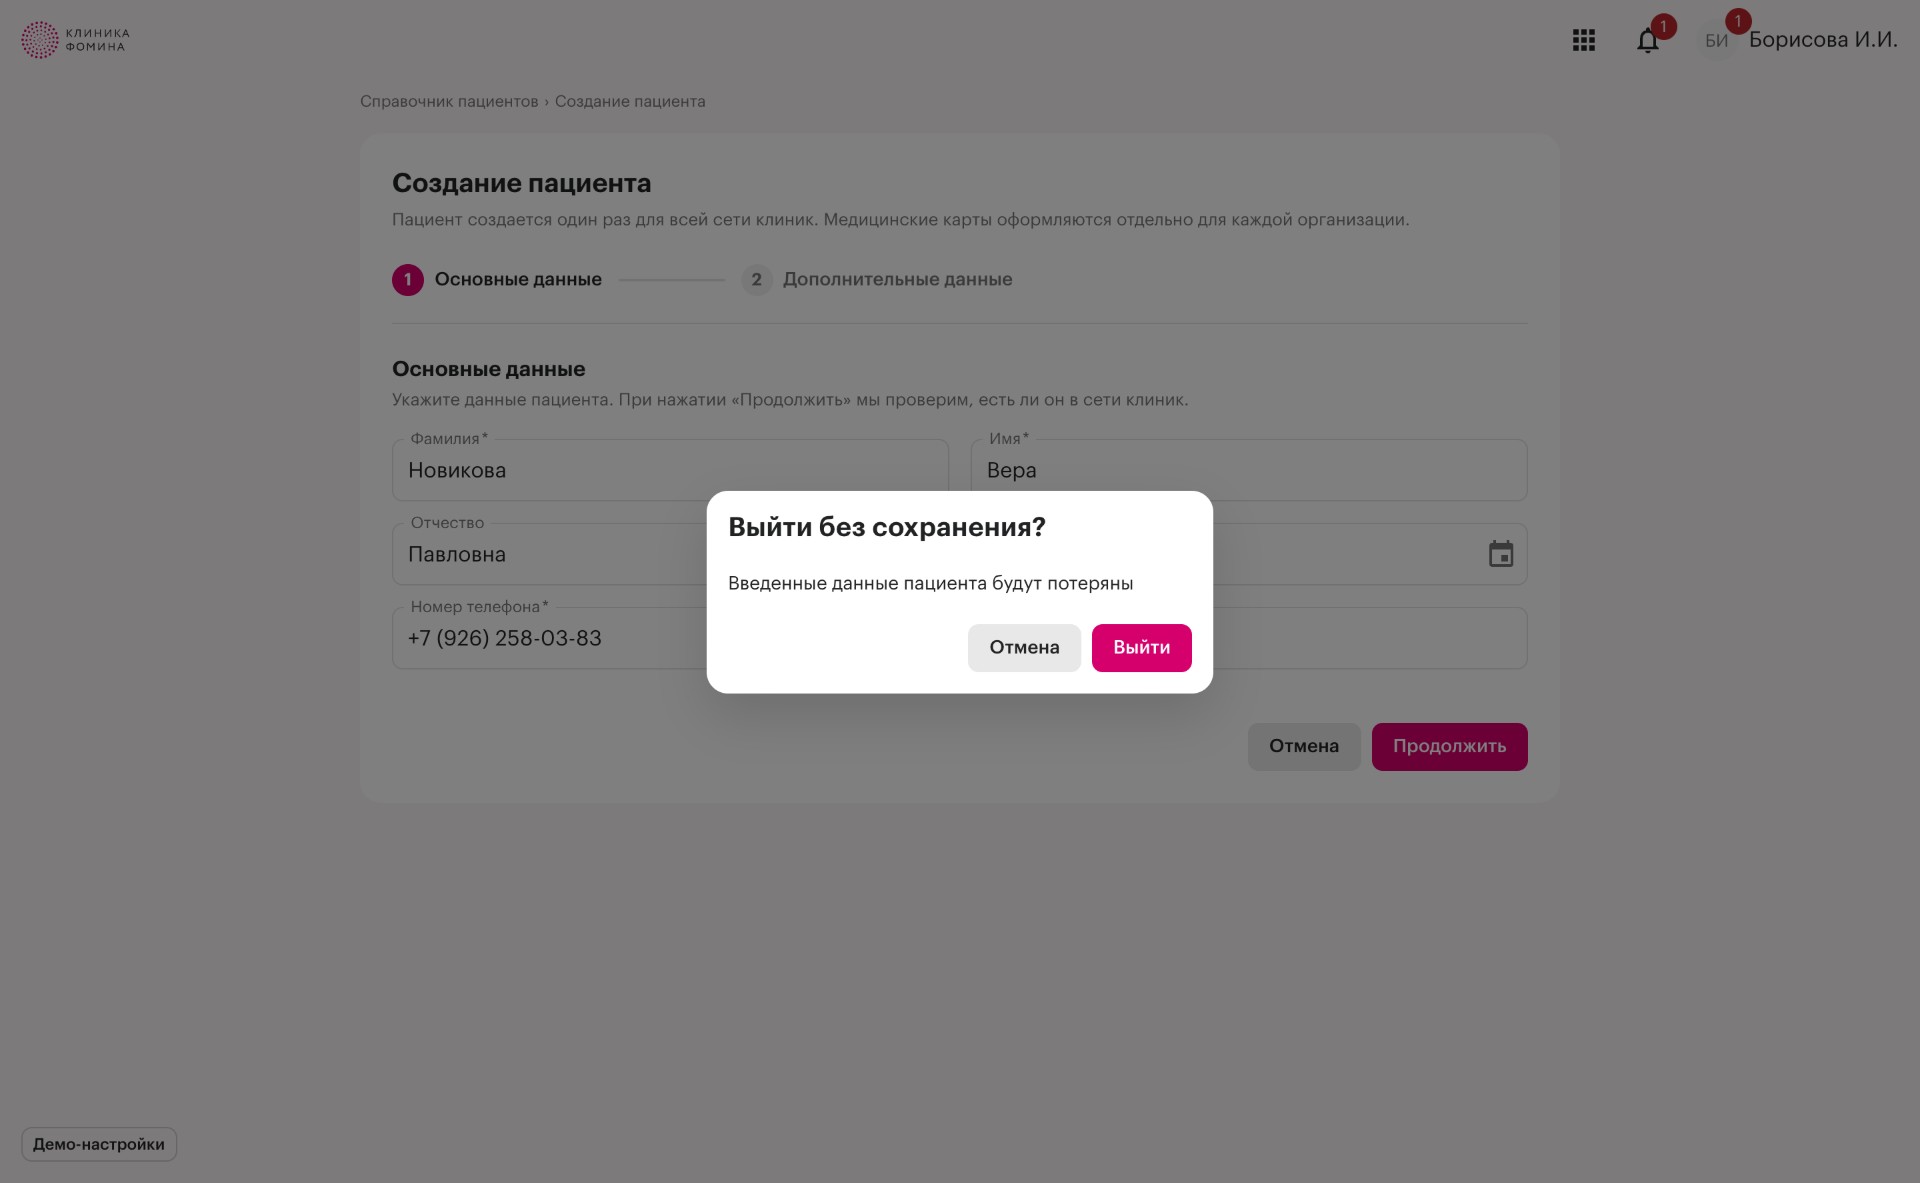 КЛИНИКА
ФОМИНА
1
БИ
1
Борисова И.И.
Справочник пациентов › Создание пациента
Создание пациента
Пациент создается один раз для всей сети клиник. Медицинские карты оформляются отдельно для каждой организации.
1 Основные данные
2 Дополнительные данные
Основные данные
Укажите данные пациента. При нажатии «Продолжить» мы проверим, есть ли он в сети клиник.
Фамилия*
Новикова
Имя*
Вера
Отчество
Павловна
Номер телефона*
+7 (926) 258-03-83
Выйти без сохранения?
Введенные данные пациента будут потеряны
Отмена
Выйти
Отмена
Продолжить
Демо-настройки